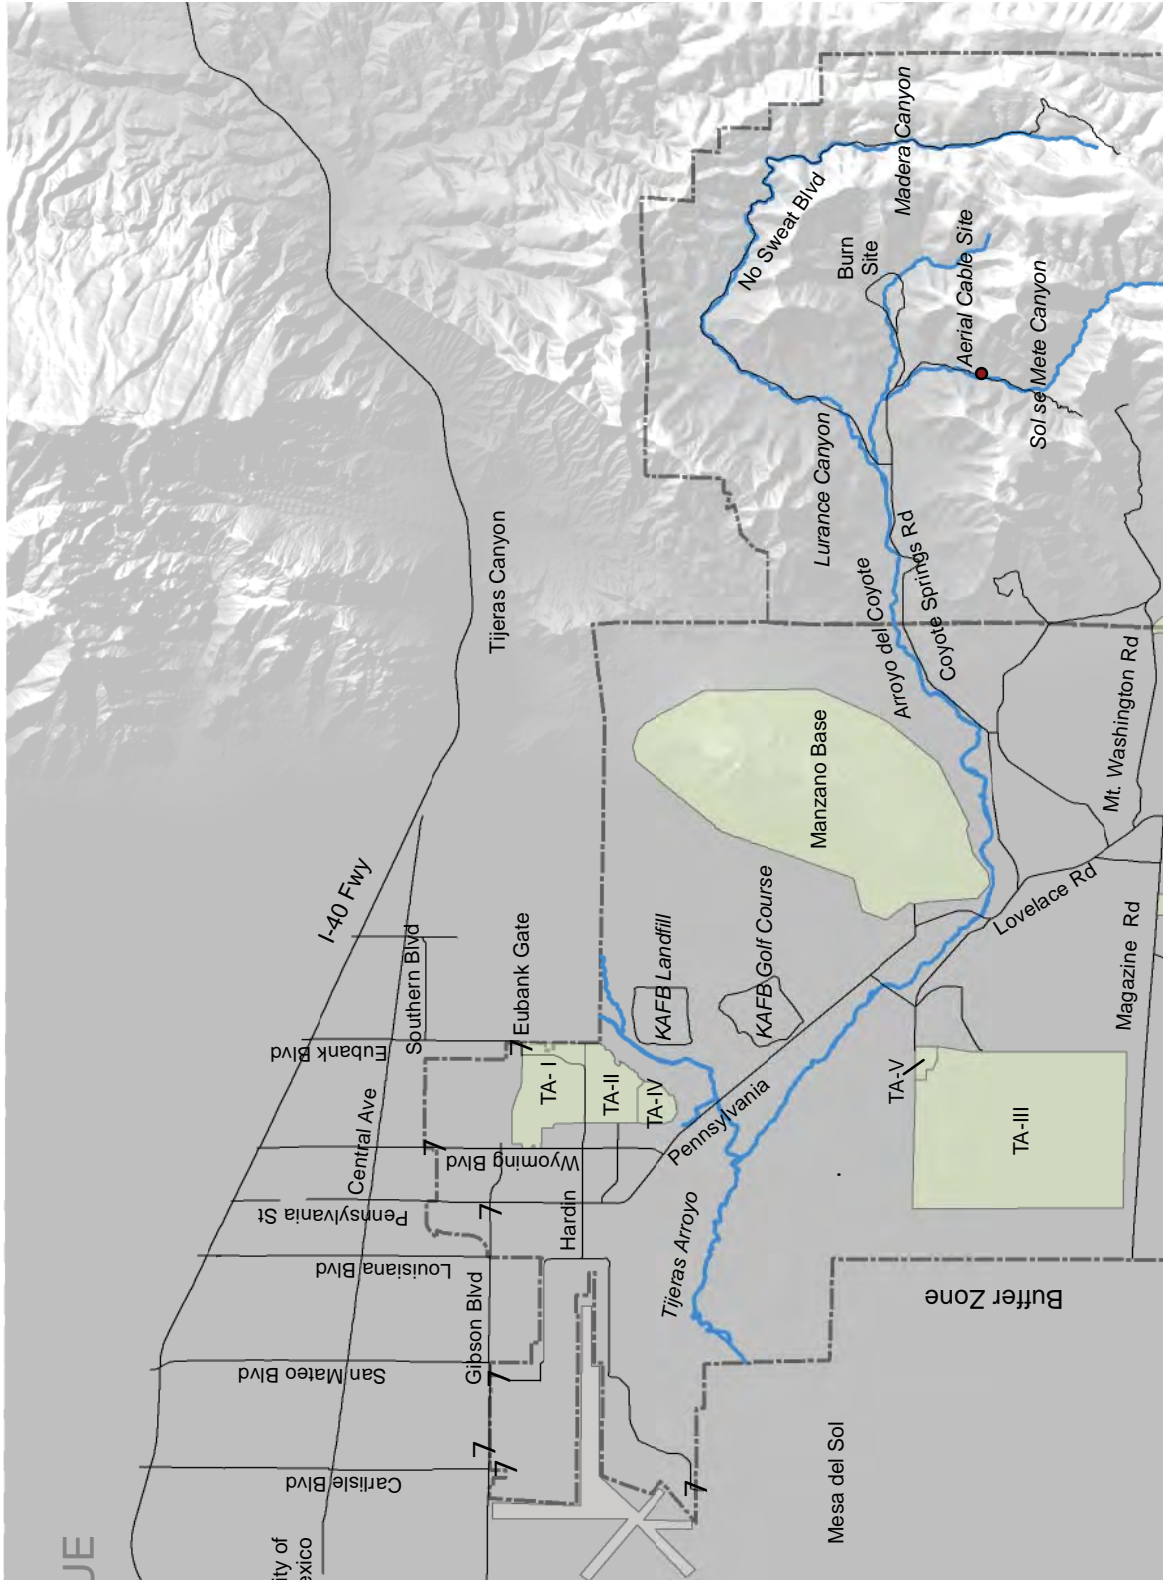 UE
ity of
exico
I-40 Fwy
Tijeras Canyon
Southern Blvd
Eubank Blvd
Eubank Gate
Central Ave
Wyoming Blvd
Pennsylvania St
Louisiana Blvd
San Mateo Blvd
Carlisle Blvd
Gibson Blvd
Hardin
TA- I
TA-II
TA-IV
Pennsylvania
Tijeras Arroyo
KAFB Landfill
KAFB Golf Course
Manzano Base
Arroyo del Coyote
Coyote Springs Rd
Lurance Canyon
No Sweat Blvd
Burn
Site
Madera Canyon
Aerial Cable Site
Sol se Mete Canyon
Mt. Washington Rd
Lovelace Rd
Magazine Rd
TA-V
TA-III
Buffer Zone
Mesa del Sol